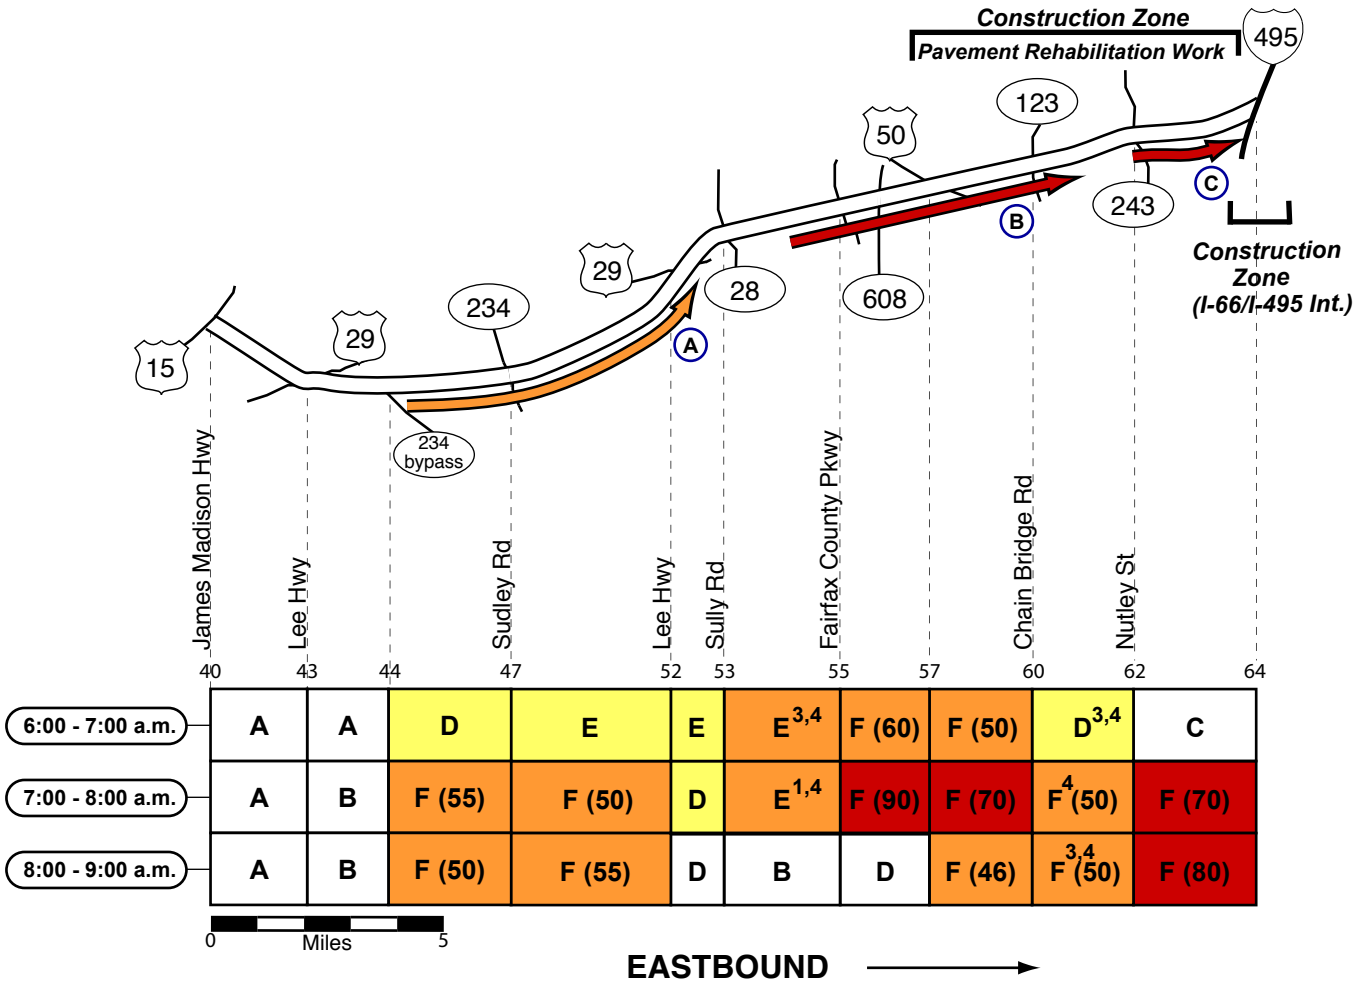 Construction Zone
Pavement Rehabilitation Work
495
123
50
243
C
B
Construction
Zone
(I-66/I-495 Int.)
29
28
608
234
A
29
15
234
bypass
James Madison Hwy
Lee Hwy
Sudley Rd
Lee Hwy
Sully Rd
Fairfax County Pkwy
Chain Bridge Rd
Nutley St
40 43 44 47 52 53 55 57 60 62 64
6:00 - 7:00 a.m. A A D E E E3,4 F (60) F (50) D3,4 C
7:00 - 8:00 a.m. A B F (55) F (50) D E1,4 F (90) F (70) F4(50) F (70)
8:00 - 9:00 a.m. A B F (50) F (55) D B D F (46) F3,4(50) F (80)
0 Miles 5
EASTBOUND